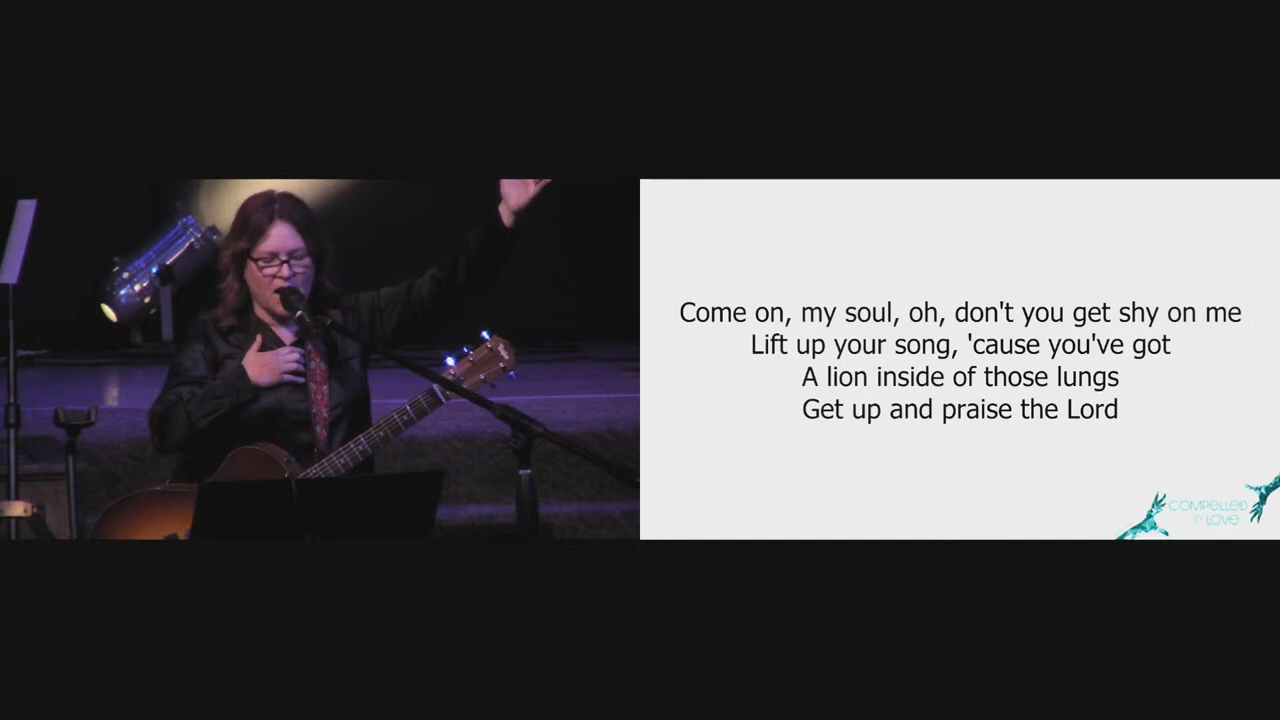 Come on, my soul, oh, don't you get shy on me
Lift up your song, 'cause you've got
A lion inside of those lungs
Get up and praise the Lord
COMPELLED
by LOVE